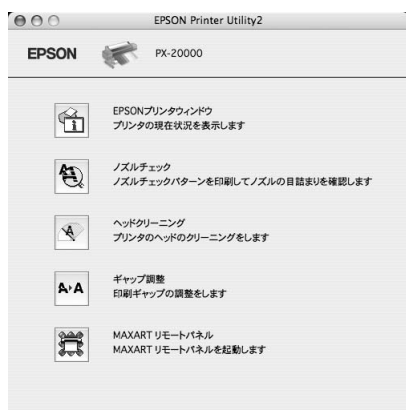 EPSON Printer Utility2
EPSON
PX-20000
EPSONプリンタウィンドウ
プリンタの現在状況を表示します
ノズルチェック
ノズルチェックパターンを印刷してノズルの目詰まりを確認します
ヘッドクリーニング
プリンタのヘッドのクリーニングをします
ギャップ調整
印刷ギャップの調整をします
MAXART リモートパネル
MAXART リモートパネルを起動します